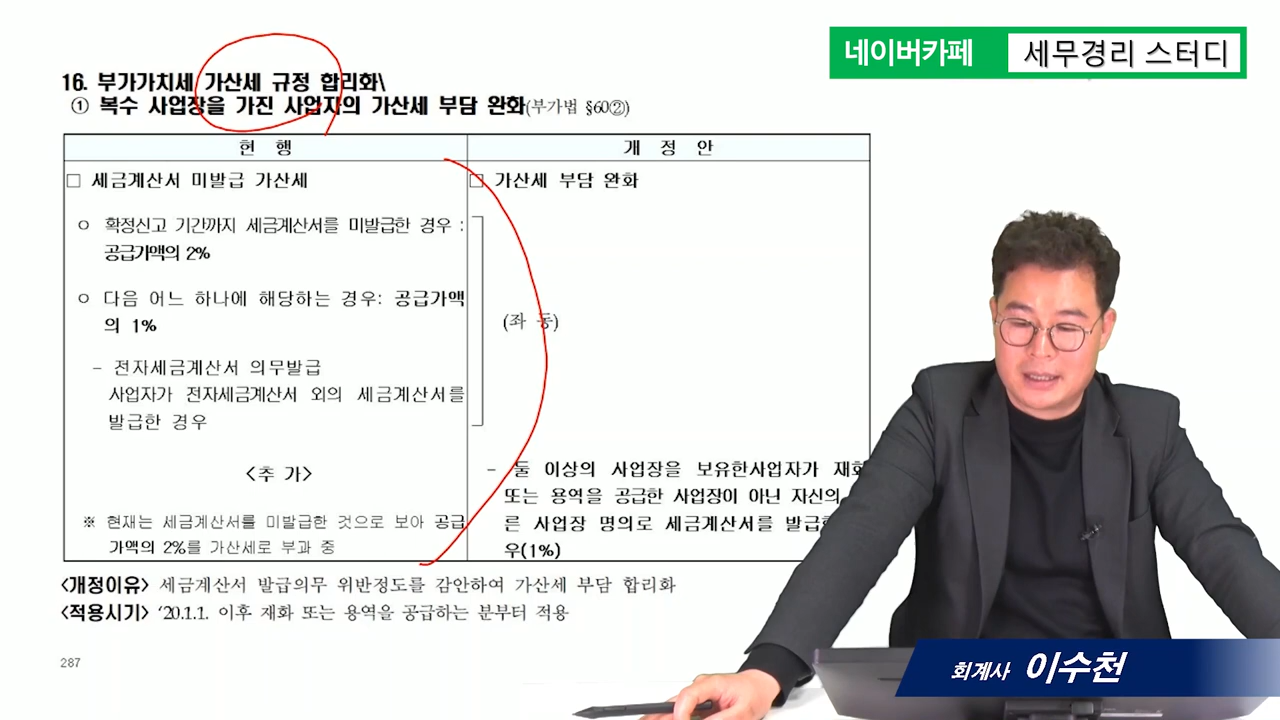 네이버카페 세무경리 스터디
16. 부가가치세 가산세 규정 합리화\
① 복수 사업장을 가진 사업자의 가산세 부담 완화(부가법 §60②)
현 행
개 정 안
□ 세금계산서 미발급 가산세
□ 가산세 부담 완화
ㅇ 확정신고 기간까지 세금계산서를 미발급한 경우 :
공급가액의 2%
ㅇ 다음 어느 하나에 해당하는 경우: 공급가액
의 1%
(좌 동)
- 전자세금계산서 의무발급
사업자가 전자세금계산서 외의 세금계산서를
발급한 경우
<추 가>
- 둘 이상의 사업장을 보유한사업자가 재화
또는 용역을 공급한 사업장이 아닌 자신의
른 사업장 명의로 세금계산서를 발급
우(1%)
※ 현재는 세금계산서를 미발급한 것으로 보아 공급
가액의 2%를 가산세로 부과 중
<개정이유> 세금계산서 발급의무 위반정도를 감안하여 가산세 부담 합리화
<적용시기> '20.1.1. 이후 재화 또는 용역을 공급하는 분부터 적용
287
회계사 이수천